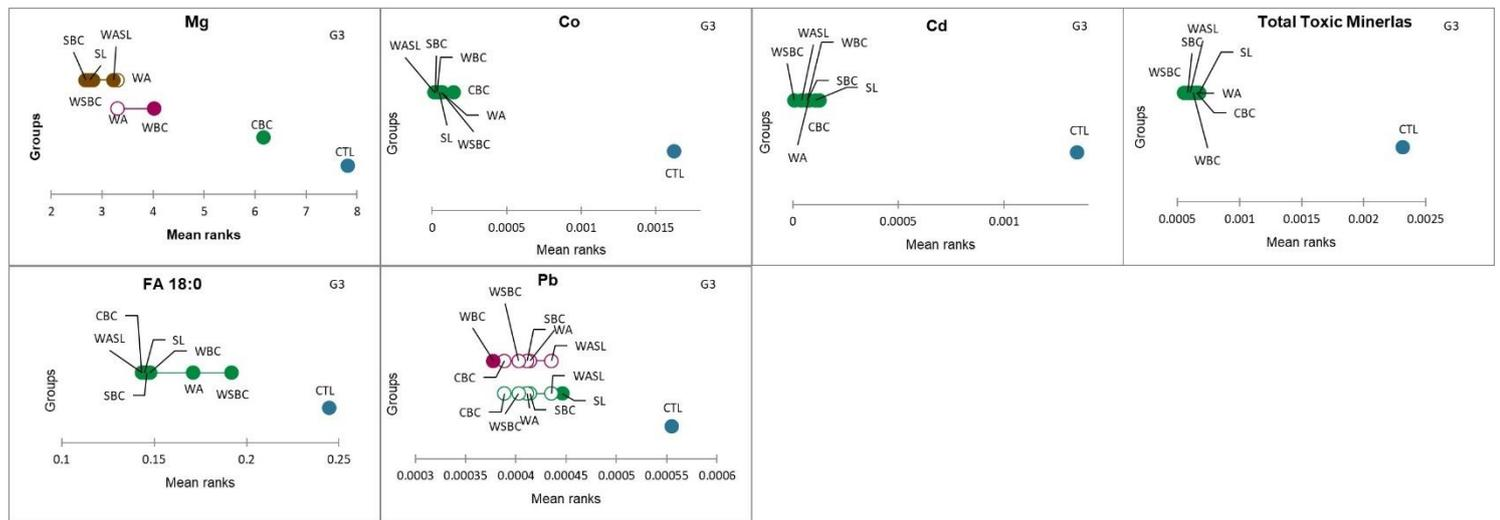 Mg
G3
SBC
SL
WASL
WA
WSBC
WA
WBC
CBC
CTL
Groups
2 3 4 5 6 7 8
Mean ranks
Co
G3
WASL
SBC
WBC
CBC
WA
SL
WSBC
CTL
Groups
0 0.0005 0.001 0.0015
Mean ranks
Cd
G3
WASL
WBC
WSBC
SBC
SL
CBC
WA
CTL
Groups
0 0.0005 0.001
Mean ranks
Total Toxic Minerlas
G3
WASL
SBC
SL
WSBC
WA
CBC
WBC
CTL
Groups
0.0005 0.001 0.0015 0.002 0.0025
Mean ranks
FA 18:0
G3
CBC
WASL
SL
WBC
SBC
WA
WSBC
CTL
Groups
0.1 0.15 0.2 0.25
Mean ranks
Pb
G3
WSBC
WBC
SBC
WA
WASL
CBC
WASL
SL
CBC
SBC
WSBC
WA
CTL
Groups
0.0003 0.00035 0.0004 0.00045 0.0005 0.00055 0.0006
Mean ranks